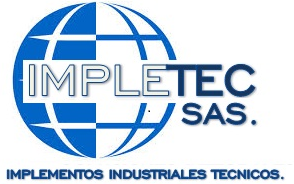 IMPLETEC
SAS.
IMPLEMENTOS INDUSTRIALES TECNICOS.